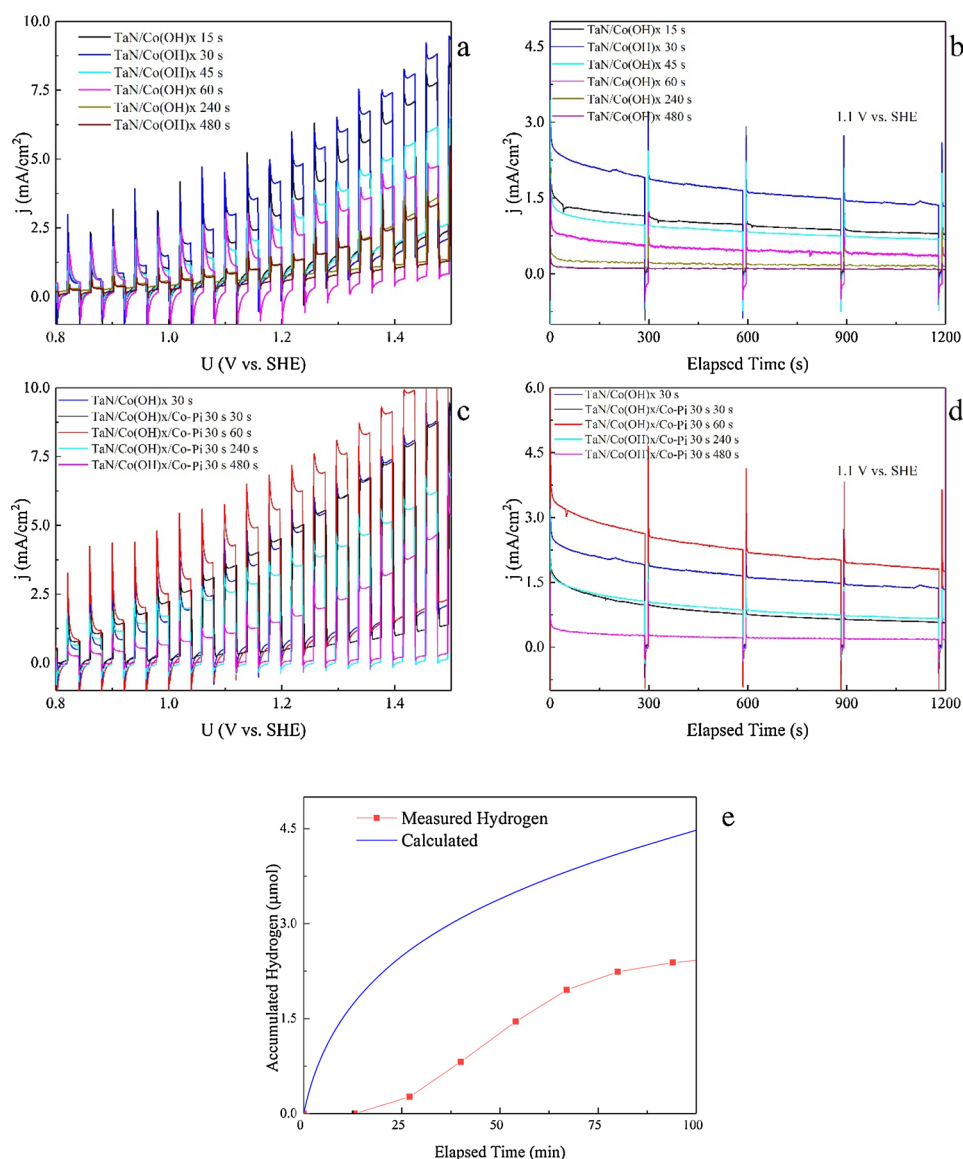 a
10.0
7.5
5.0
2.5
0.0
j (mA/cm²)
TaN/Co(OH)x 15 s
TaN/Co(OH)x 30 s
TaN/Co(OH)x 45 s
TaN/Co(OH)x 60 s
TaN/Co(OH)x 240 s
TaN/Co(OH)x 480 s
0.8 1.0 1.2 1.4
U (V vs. SHE)
b
4.5
3.0
1.5
0.0
j (mA/cm²)
TaN/Co(OH)x 15 s
TaN/Co(OH)x 30 s
TaN/Co(OH)x 45 s
TaN/Co(OH)x 60 s
TaN/Co(OH)x 240 s
TaN/Co(OH)x 480 s
1.1 V vs. SHE
0 300 600 900 1200
Elapsed Time (s)
c
10.0
7.5
5.0
2.5
0.0
j (mA/cm²)
TaN/Co(OH)x 30 s
TaN/Co(OH)x/Co-Pi 30 s 30 s
TaN/Co(OH)x/Co-Pi 30 s 60 s
TaN/Co(OH)x/Co-Pi 30 s 240 s
TaN/Co(OH)x/Co-Pi 30 s 480 s
0.8 1.0 1.2 1.4
U (V vs. SHE)
d
6.0
4.5
3.0
1.5
0.0
j (mA/cm²)
TaN/Co(OH)x 30 s
TaN/Co(OH)x/Co-Pi 30 s 30 s
TaN/Co(OH)x/Co-Pi 30 s 60 s
TaN/Co(OH)x/Co-Pi 30 s 240 s
TaN/Co(OH)x/Co-Pi 30 s 480 s
1.1 V vs. SHE
0 300 600 900 1200
Elapsed Time (s)
e
4.5
3.0
1.5
0.0
Accumulated Hydrogen (μmol)
Measured Hydrogen
Calculated
0 25 50 75 100
Elapsed Time (min)